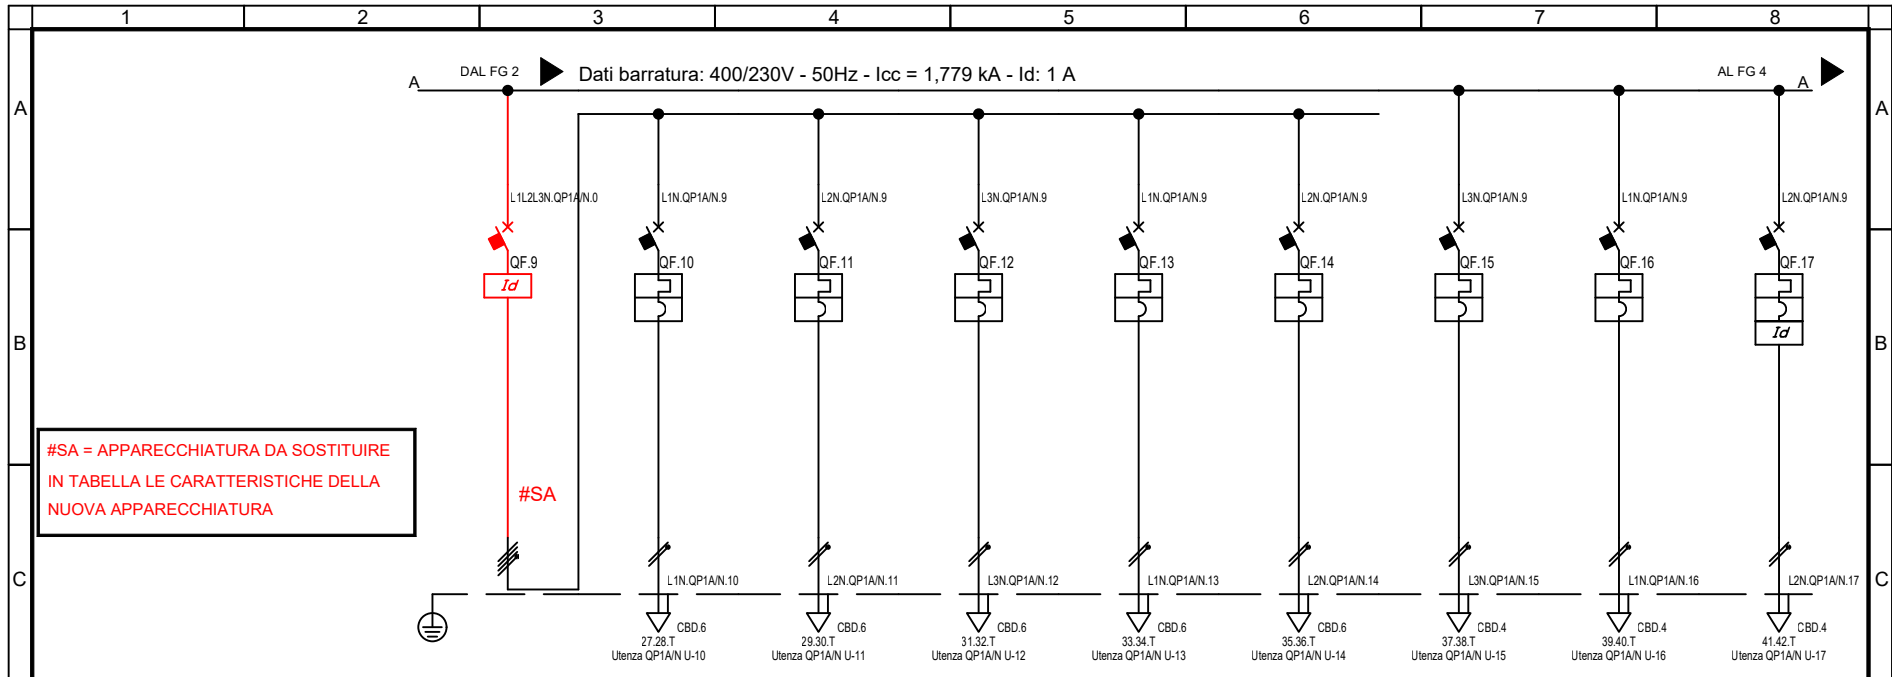 1 2 3 4 5 6 7 8
DAL FG 2 Dati barratura: 400/230V - 50Hz - Icc = 1,779 kA - Id: 1 A AL FG 4
A A
A A
L1L2L3N.QP1A/N.0 L1N.QP1A/N.9 L2N.QP1A/N.9 L3N.QP1A/N.9 L1N.QP1A/N.9 L2N.QP1A/N.9 L3N.QP1A/N.9 L1N.QP1A/N.9 L2N.QP1A/N.9
QF.9 QF.10 QF.11 QF.12 QF.13 QF.14 QF.15 QF.16 QF.17
Id
Id
B B
#SA = APPARECCHIATURA DA SOSTITUIRE
IN TABELLA LE CARATTERISTICHE DELLA
NUOVA APPARECCHIATURA
#SA
C C
L1N.QP1A/N.10 L2N.QP1A/N.11 L3N.QP1A/N.12 L1N.QP1A/N.13 L2N.QP1A/N.14 L3N.QP1A/N.15 L1N.QP1A/N.16 L2N.QP1A/N.17
CBD.6 CBD.6 CBD.6 CBD.6 CBD.6 CBD.4 CBD.4 CBD.4
27.28.T 29.30.T 31.32.T 33.34.T 35.36.T 37.38.T 39.40.T 41.42.T
Utenza QP1A/N U-10 Utenza QP1A/N U-11 Utenza QP1A/N U-12 Utenza QP1A/N U-13 Utenza QP1A/N U-14 Utenza QP1A/N U-15 Utenza QP1A/N U-16 Utenza QP1A/N U-17